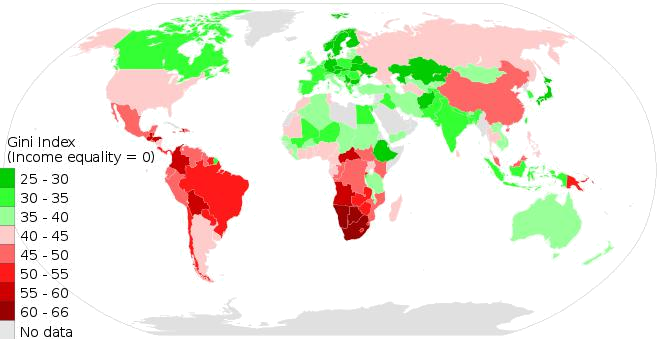 Gini Index
(Income equality = 0)
25 - 30
30 - 35
35 - 40
40 - 45
45 - 50
50 - 55
55 - 60
60 - 66
No data